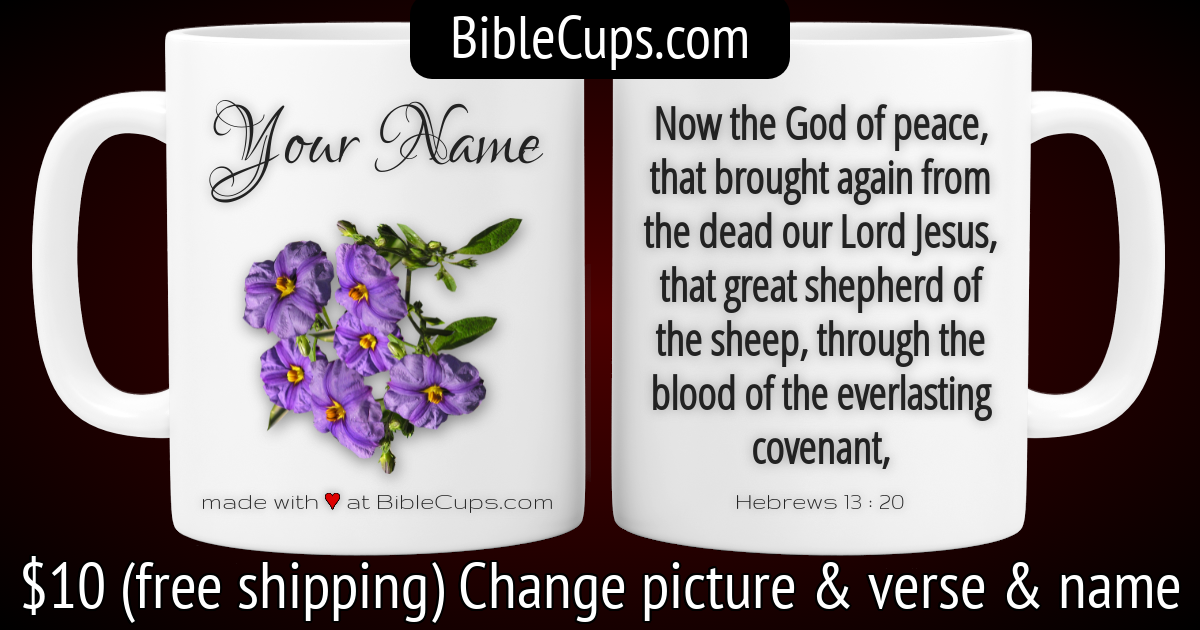 BibleCups.com
Your Name
made with ♥ at BibleCups.com
Now the God of peace,
that brought again from
the dead our Lord Jesus,
that great shepherd of
the sheep, through the
blood of the everlasting
covenant,
Hebrews 13 : 20
$10 (free shipping) Change picture & verse & name